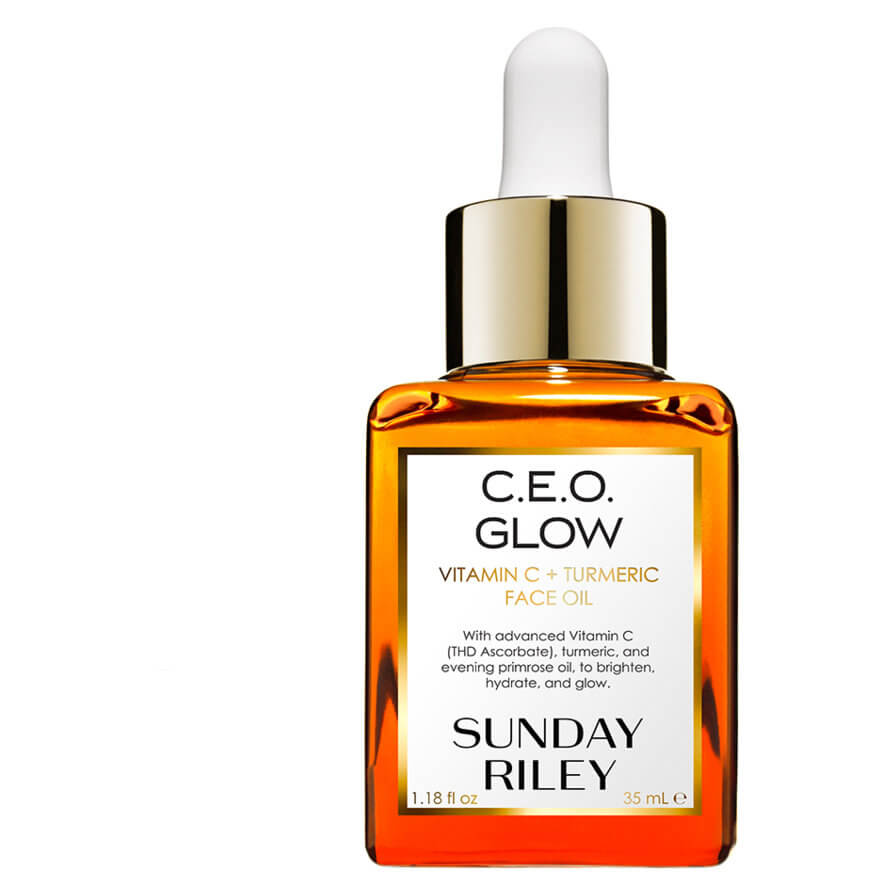 C.E.O.
GLOW
VITAMIN C + TURMERIC
FACE OIL
With advanced Vitamin C
(THD Ascorbate), turmeric, and
evening primrose oil, to brighten,
hydrate, and glow.
SUNDAY
RILEY
1.18 fl oz 35 mL ℮